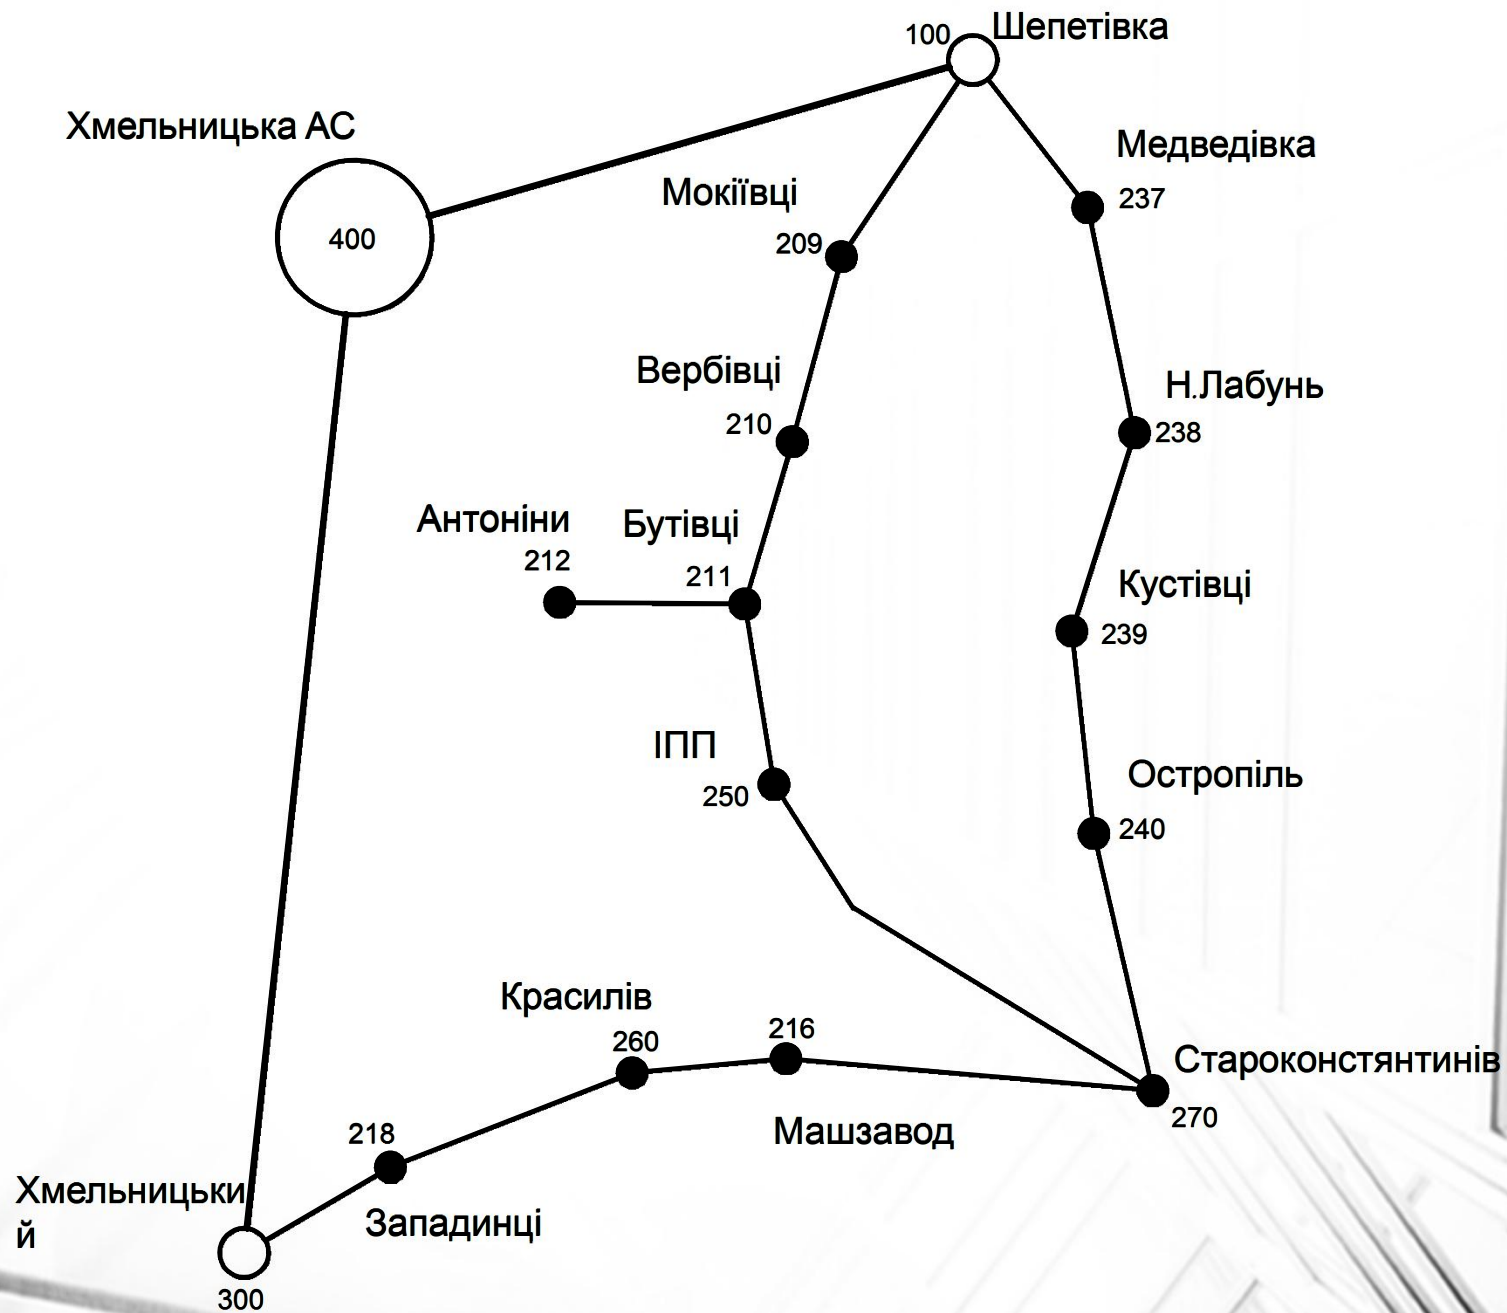 100
Шепетівка
Хмельницька АС
400
Медведівка
237
Мокіївці
209
Вербівці
210
Н.Лабунь
238
Антоніни
212
Бутівці
211
Кустівці
239
ІПП
250
Остропіль
240
Красилів
260
216
Машзавод
Староконстянтинів
270
218
Западинці
Хмельницьки
й
300